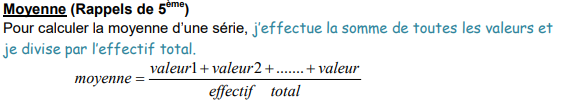 Moyenne (Rappels de 5ème)
Pour calculer la moyenne d'une série, j'effectue la somme de toutes les valeurs et
je divise par l'effectif total.
moyenne = valeur1 + valeur2 + ....... + valeur
effectif total